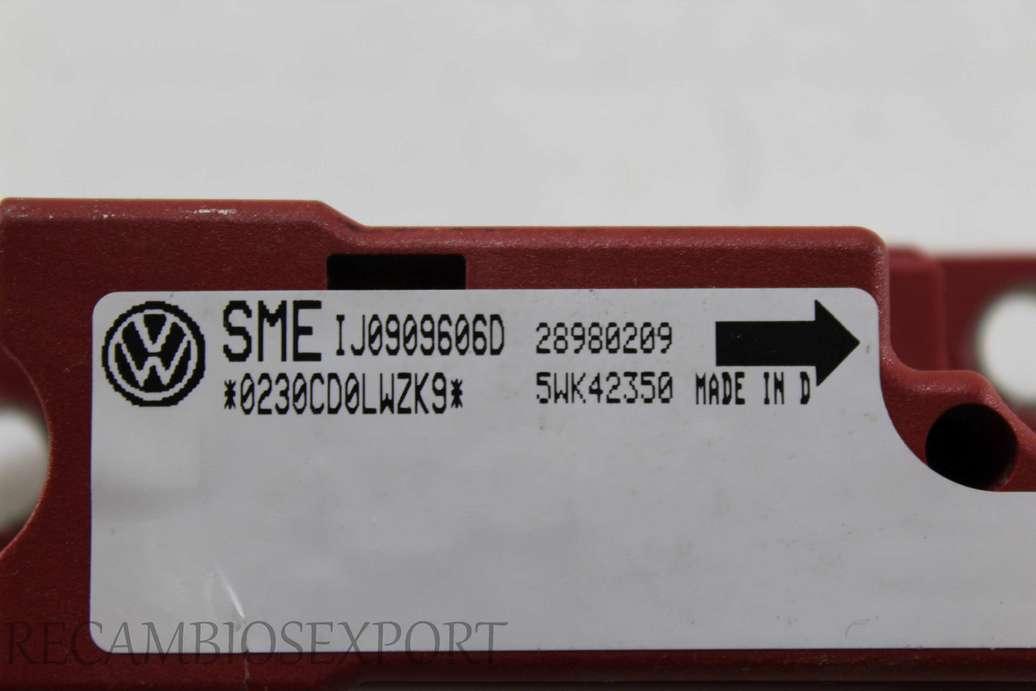 SME IJ0909606D 28980209
*0230CD0LWZK9* 5WK42350 MADE IN D
RECAMBIOSEXPORT